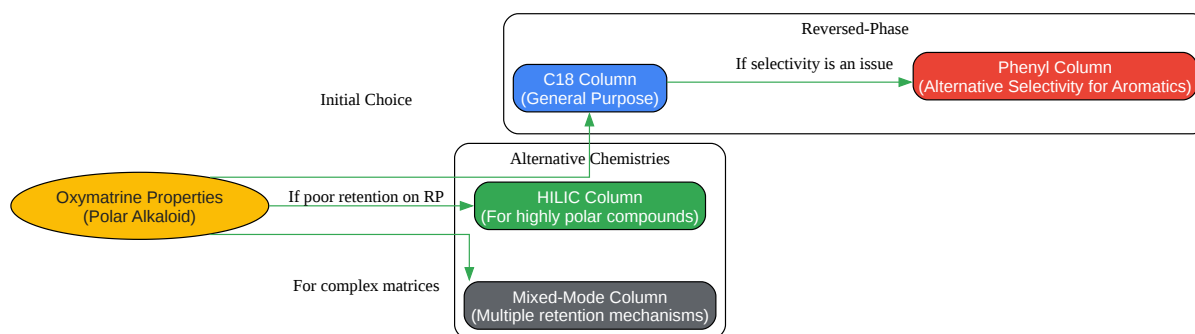 Reversed-Phase
C18 Column
(General Purpose)
If selectivity is an issue
Phenyl Column
(Alternative Selectivity for Aromatics)
Initial Choice
Alternative Chemistries
Oxymatrine Properties
(Polar Alkaloid)
If poor retention on RP
HILIC Column
(For highly polar compounds)
For complex matrices
Mixed-Mode Column
(Multiple retention mechanisms)